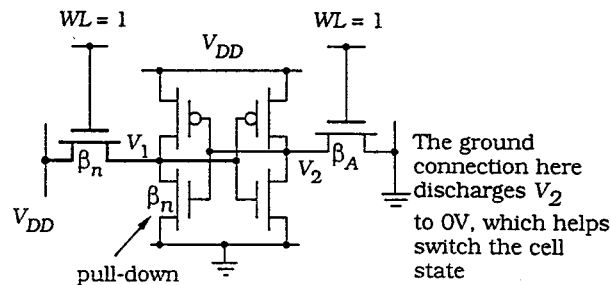 WL = 1
WL = 1
V_DD
V_1
β_n
V_2
β_A
V_DD
β_n
pull-down
The ground
connection here
discharges V_2
to 0V, which helps
switch the cell
state